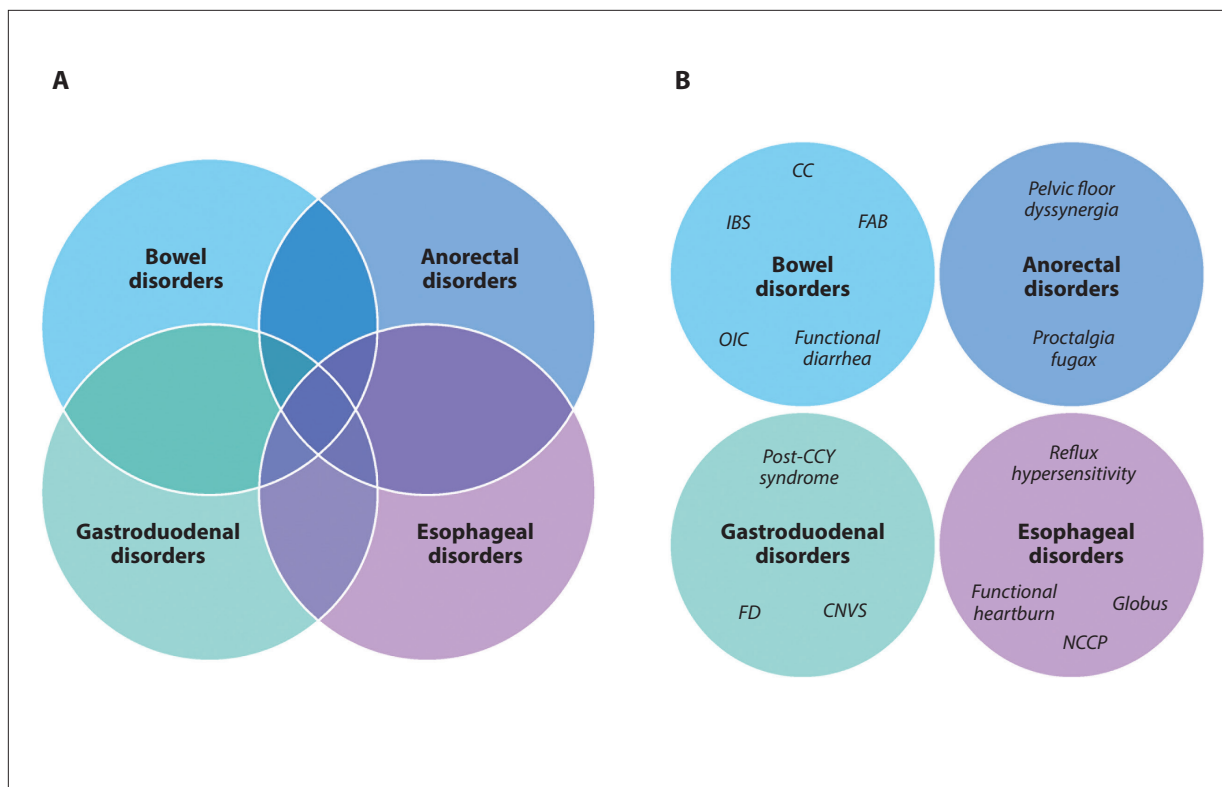 A
Bowel
disorders
Anorectal
disorders
Gastroduodenal
disorders
Esophageal
disorders
B
CC
IBS
FAB
Bowel
disorders
OIC
Functional
diarrhea
Pelvic floor
dyssynergia
Anorectal
disorders
Proctalgia
fugax
Post-CCY
syndrome
Gastroduodenal
disorders
FD
CNVS
Reflux
hypersensitivity
Esophageal
disorders
Functional
heartburn
Globus
NCCP